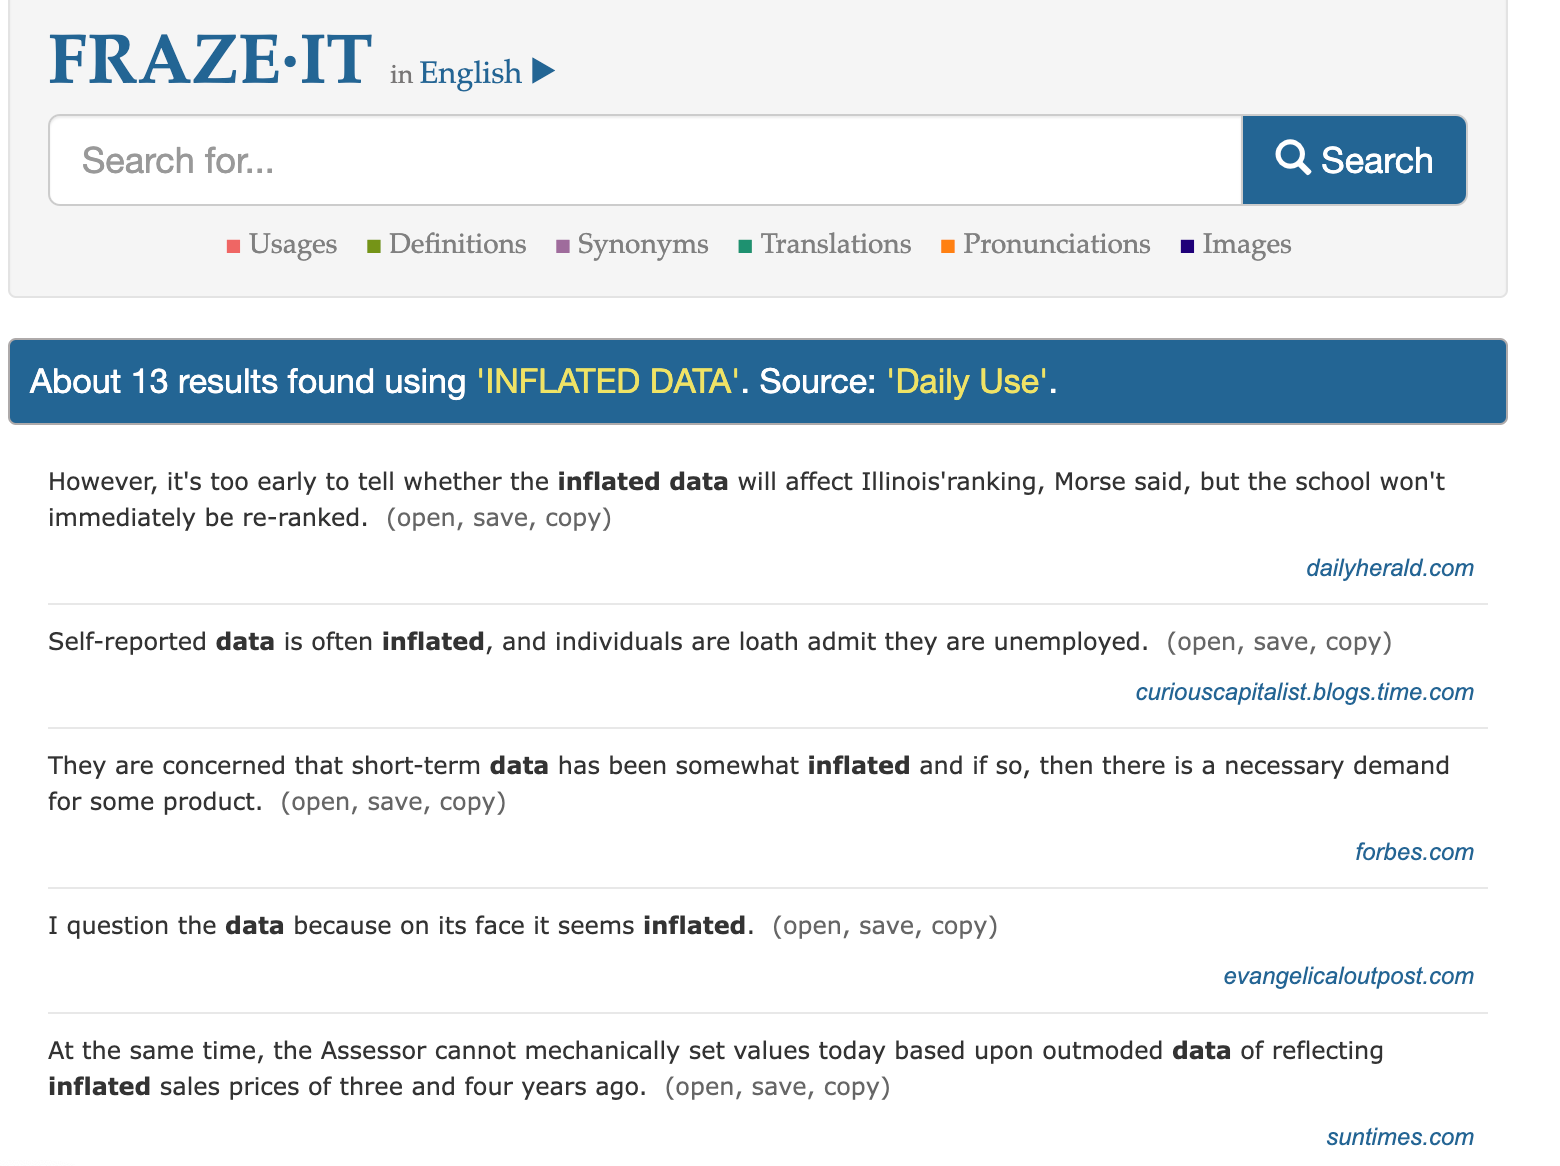 FRAZE·IT in English ▶
Search for...
Search
Usages Definitions Synonyms Translations Pronunciations Images
About 13 results found using 'INFLATED DATA'. Source: 'Daily Use'.
However, it's too early to tell whether the inflated data will affect Illinois'ranking, Morse said, but the school won't
immediately be re-ranked. (open, save, copy)
dailyherald.com
Self-reported data is often inflated, and individuals are loath admit they are unemployed. (open, save, copy)
curiouscapitalist.blogs.time.com
They are concerned that short-term data has been somewhat inflated and if so, then there is a necessary demand
for some product. (open, save, copy)
forbes.com
I question the data because on its face it seems inflated. (open, save, copy)
evangelicaloutpost.com
At the same time, the Assessor cannot mechanically set values today based upon outmoded data of reflecting
inflated sales prices of three and four years ago. (open, save, copy)
suntimes.com